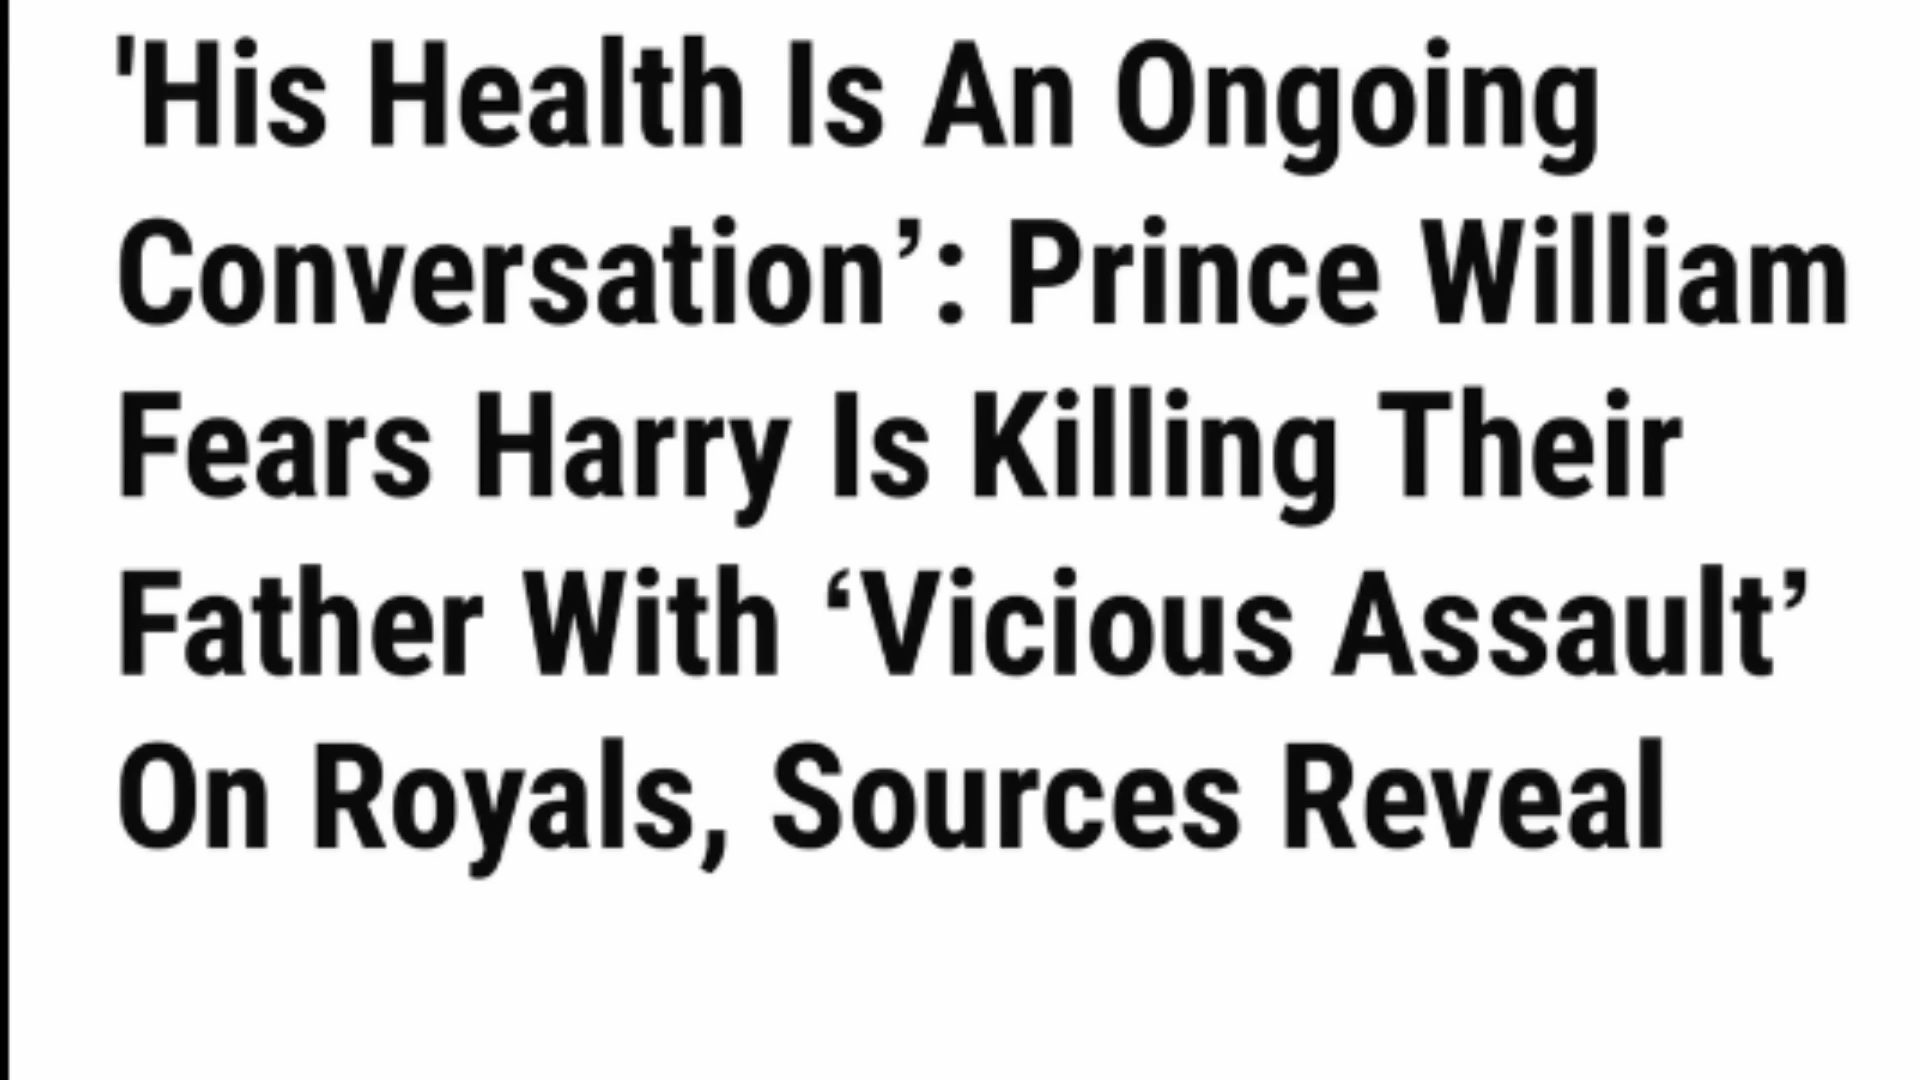 'His Health Is An Ongoing
Conversation’: Prince William
Fears Harry Is Killing Their
Father With ‘Vicious Assault’
On Royals, Sources Reveal